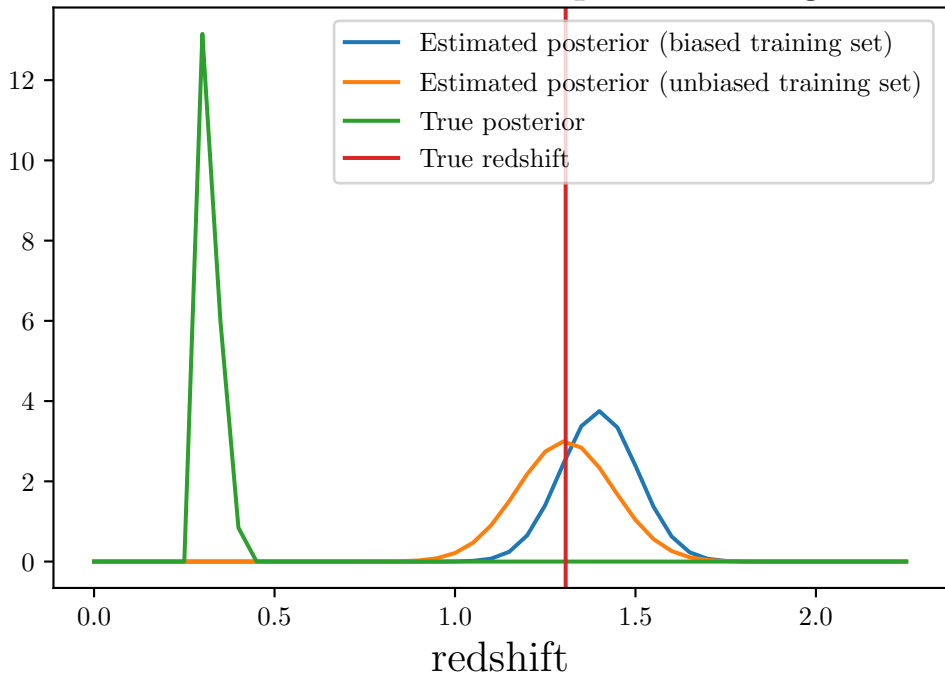 Estimated posterior (biased training set)
Estimated posterior (unbiased training set)
True posterior
True redshift
12
10
8
6
4
2
0
0.0 0.5 1.0 1.5 2.0
redshift